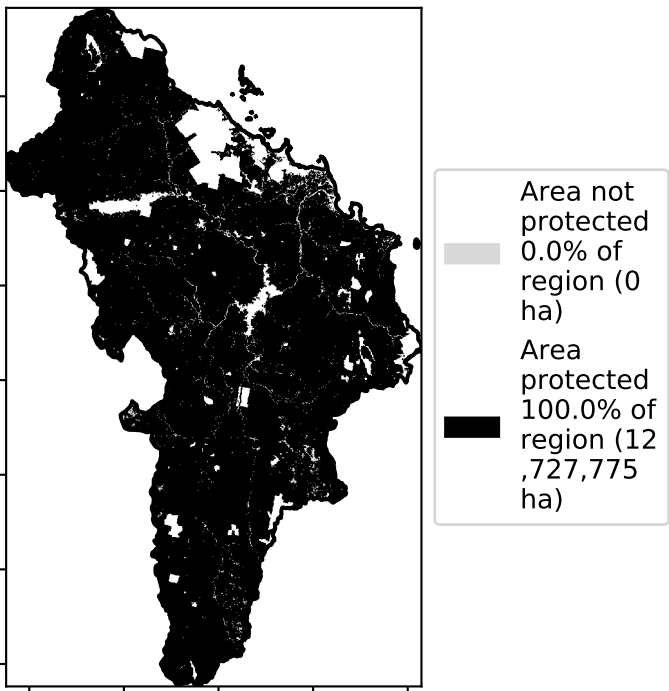 Area not
protected
0.0% of
region (0
ha)
Area
protected
100.0% of
region (12
,727,775
ha)